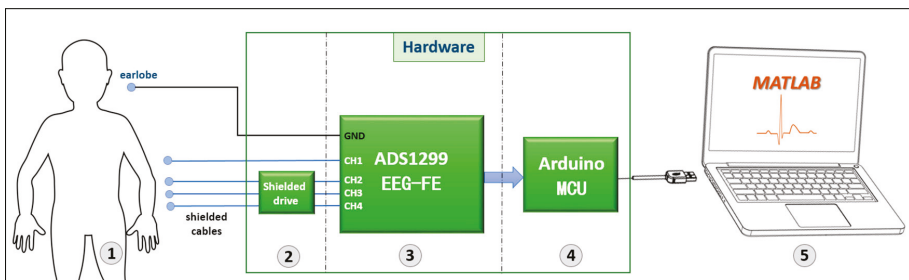 Hardware
earlobe
GND
CH1
CH2
CH3
CH4
ADS1299
EEG-FE
Shielded
drive
shielded
cables
Arduino
MCU
MATLAB
1
2
3
4
5